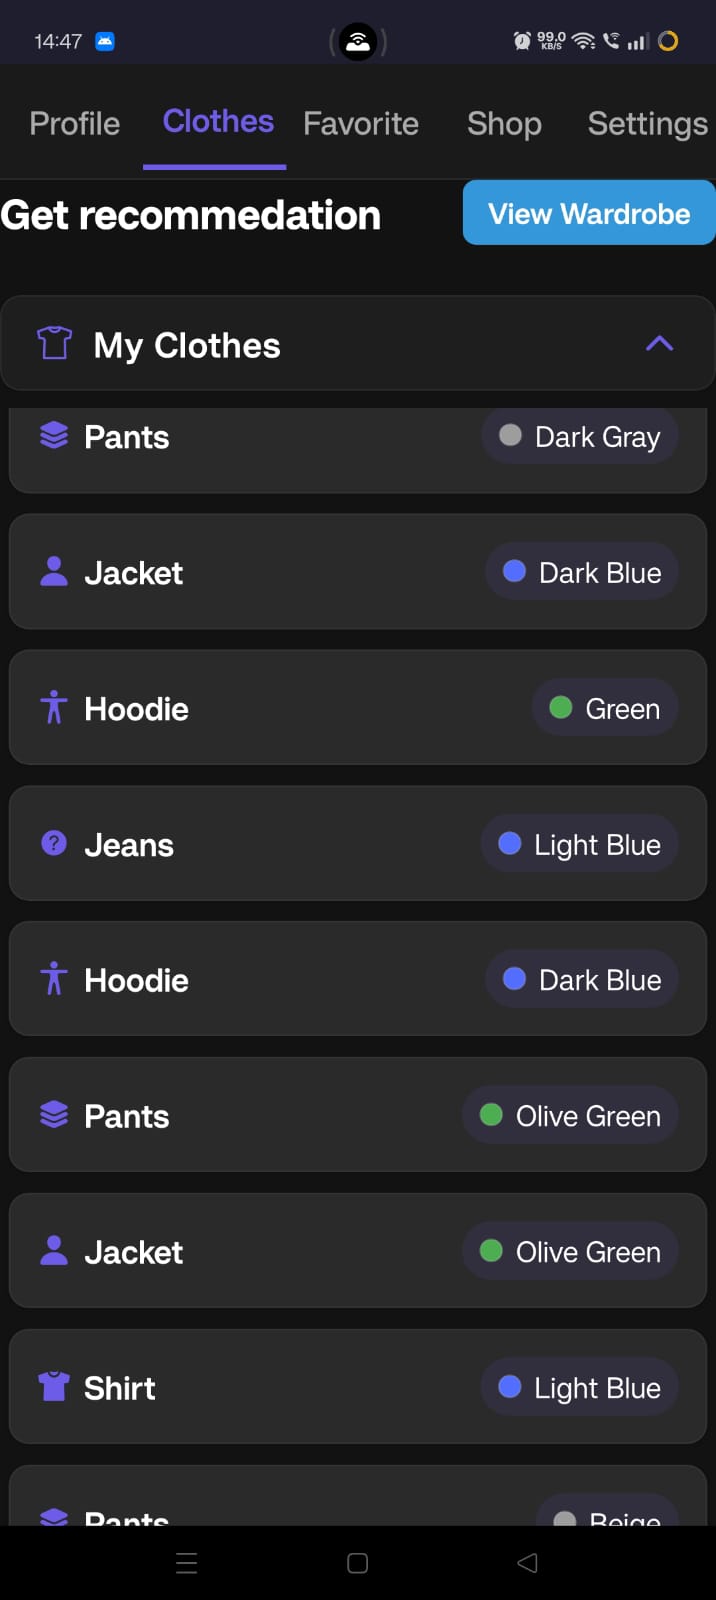 14:47 99.0 KB/S
Profile Clothes Favorite Shop Settings
Get recommedation View Wardrobe
My Clothes
Pants Dark Gray
Jacket Dark Blue
Hoodie Green
? Jeans Light Blue
Hoodie Dark Blue
Pants Olive Green
Jacket Olive Green
Shirt Light Blue
Pants Beige